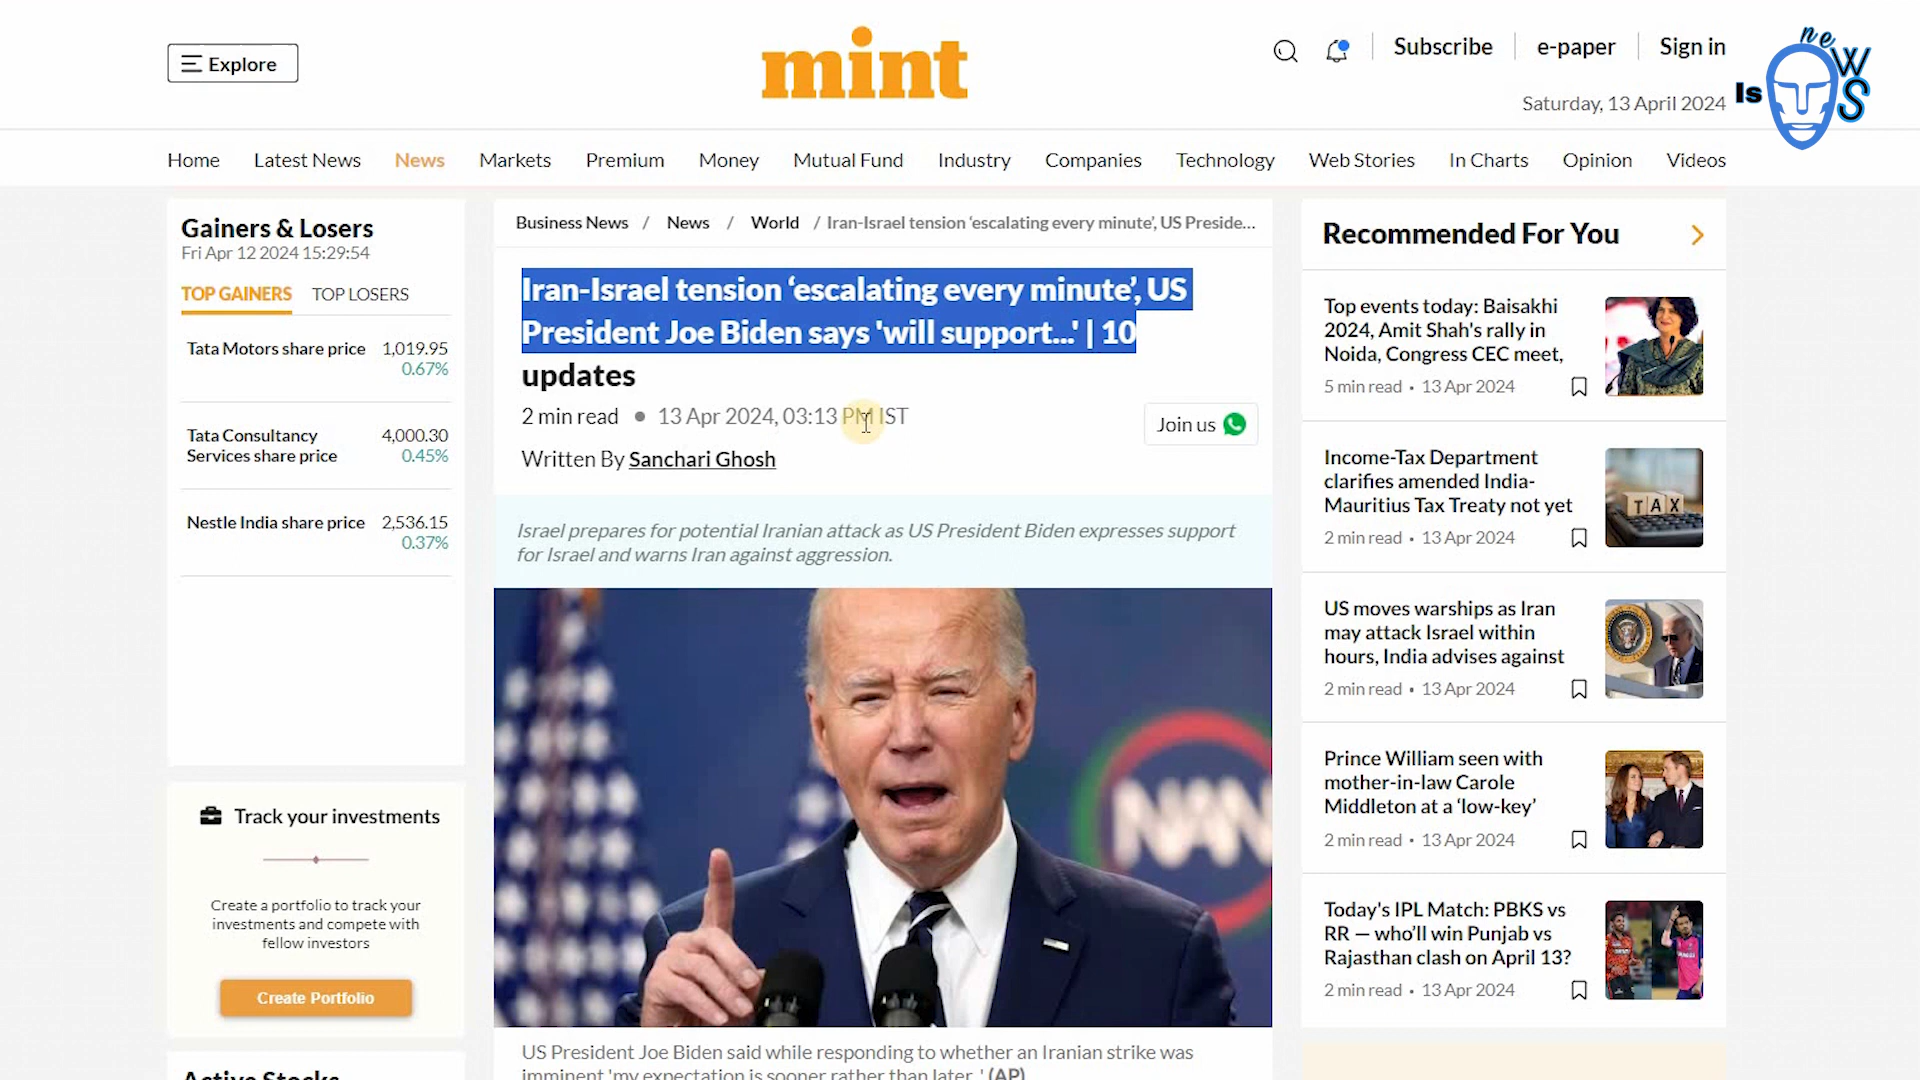 Explore
mint
Subscribe
e-paper
Sign in
Saturday, 13 April 2024
Is
neWS
Home
Latest News
News
Markets
Premium
Money
Mutual Fund
Industry
Companies
Technology
Web Stories
In Charts
Opinion
Videos
Gainers & Losers
Fri Apr 12 2024 15:29:54
TOP GAINERS
TOP LOSERS
Tata Motors share price 1,019.95
0.67%
Tata Consultancy 4,000.30
Services share price 0.45%
Nestle India share price 2,536.15
0.37%
Track your investments
Create a portfolio to track your
investments and compete with
fellow investors
Create Portfolio
Business News / News / World / Iran-Israel tension ‘escalating every minute’, US Preside...
Iran-Israel tension ‘escalating every minute’, US
President Joe Biden says 'will support...' | 10
updates
2 min read • 13 Apr 2024, 03:13 PM IST
Join us
Written By Sanchari Ghosh
Israel prepares for potential Iranian attack as US President Biden expresses support
for Israel and warns Iran against aggression.
NAN
US President Joe Biden said while responding to whether an Iranian strike was
imminent 'my expectation is sooner rather than later.' (AP)
Recommended For You
Top events today: Baisakhi
2024, Amit Shah's rally in
Noida, Congress CEC meet,
5 min read • 13 Apr 2024
Income-Tax Department
clarifies amended India-
Mauritius Tax Treaty not yet
2 min read • 13 Apr 2024
TAX
US moves warships as Iran
may attack Israel within
hours, India advises against
2 min read • 13 Apr 2024
Prince William seen with
mother-in-law Carole
Middleton at a ‘low-key’
2 min read • 13 Apr 2024
Today's IPL Match: PBKS vs
RR — who’ll win Punjab vs
Rajasthan clash on April 13?
2 min read • 13 Apr 2024
Active Stocks